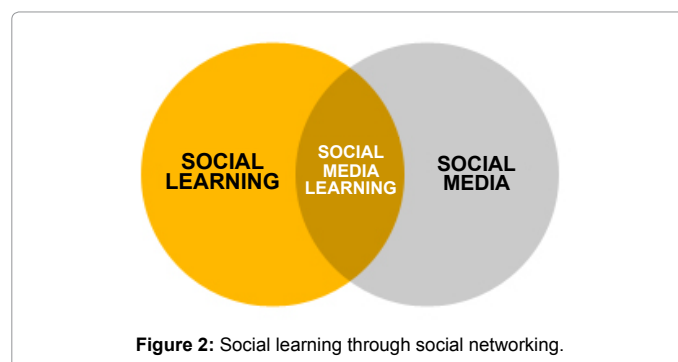 SOCIAL
LEARNING
SOCIAL
MEDIA
LEARNING
SOCIAL
MEDIA
Figure 2: Social learning through social networking.